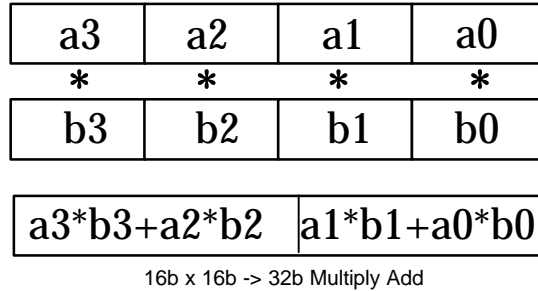 a3 a2 a1 a0
* * * *
b3 b2 b1 b0
a3*b3+a2*b2 a1*b1+a0*b0
16b x 16b -> 32b Multiply Add